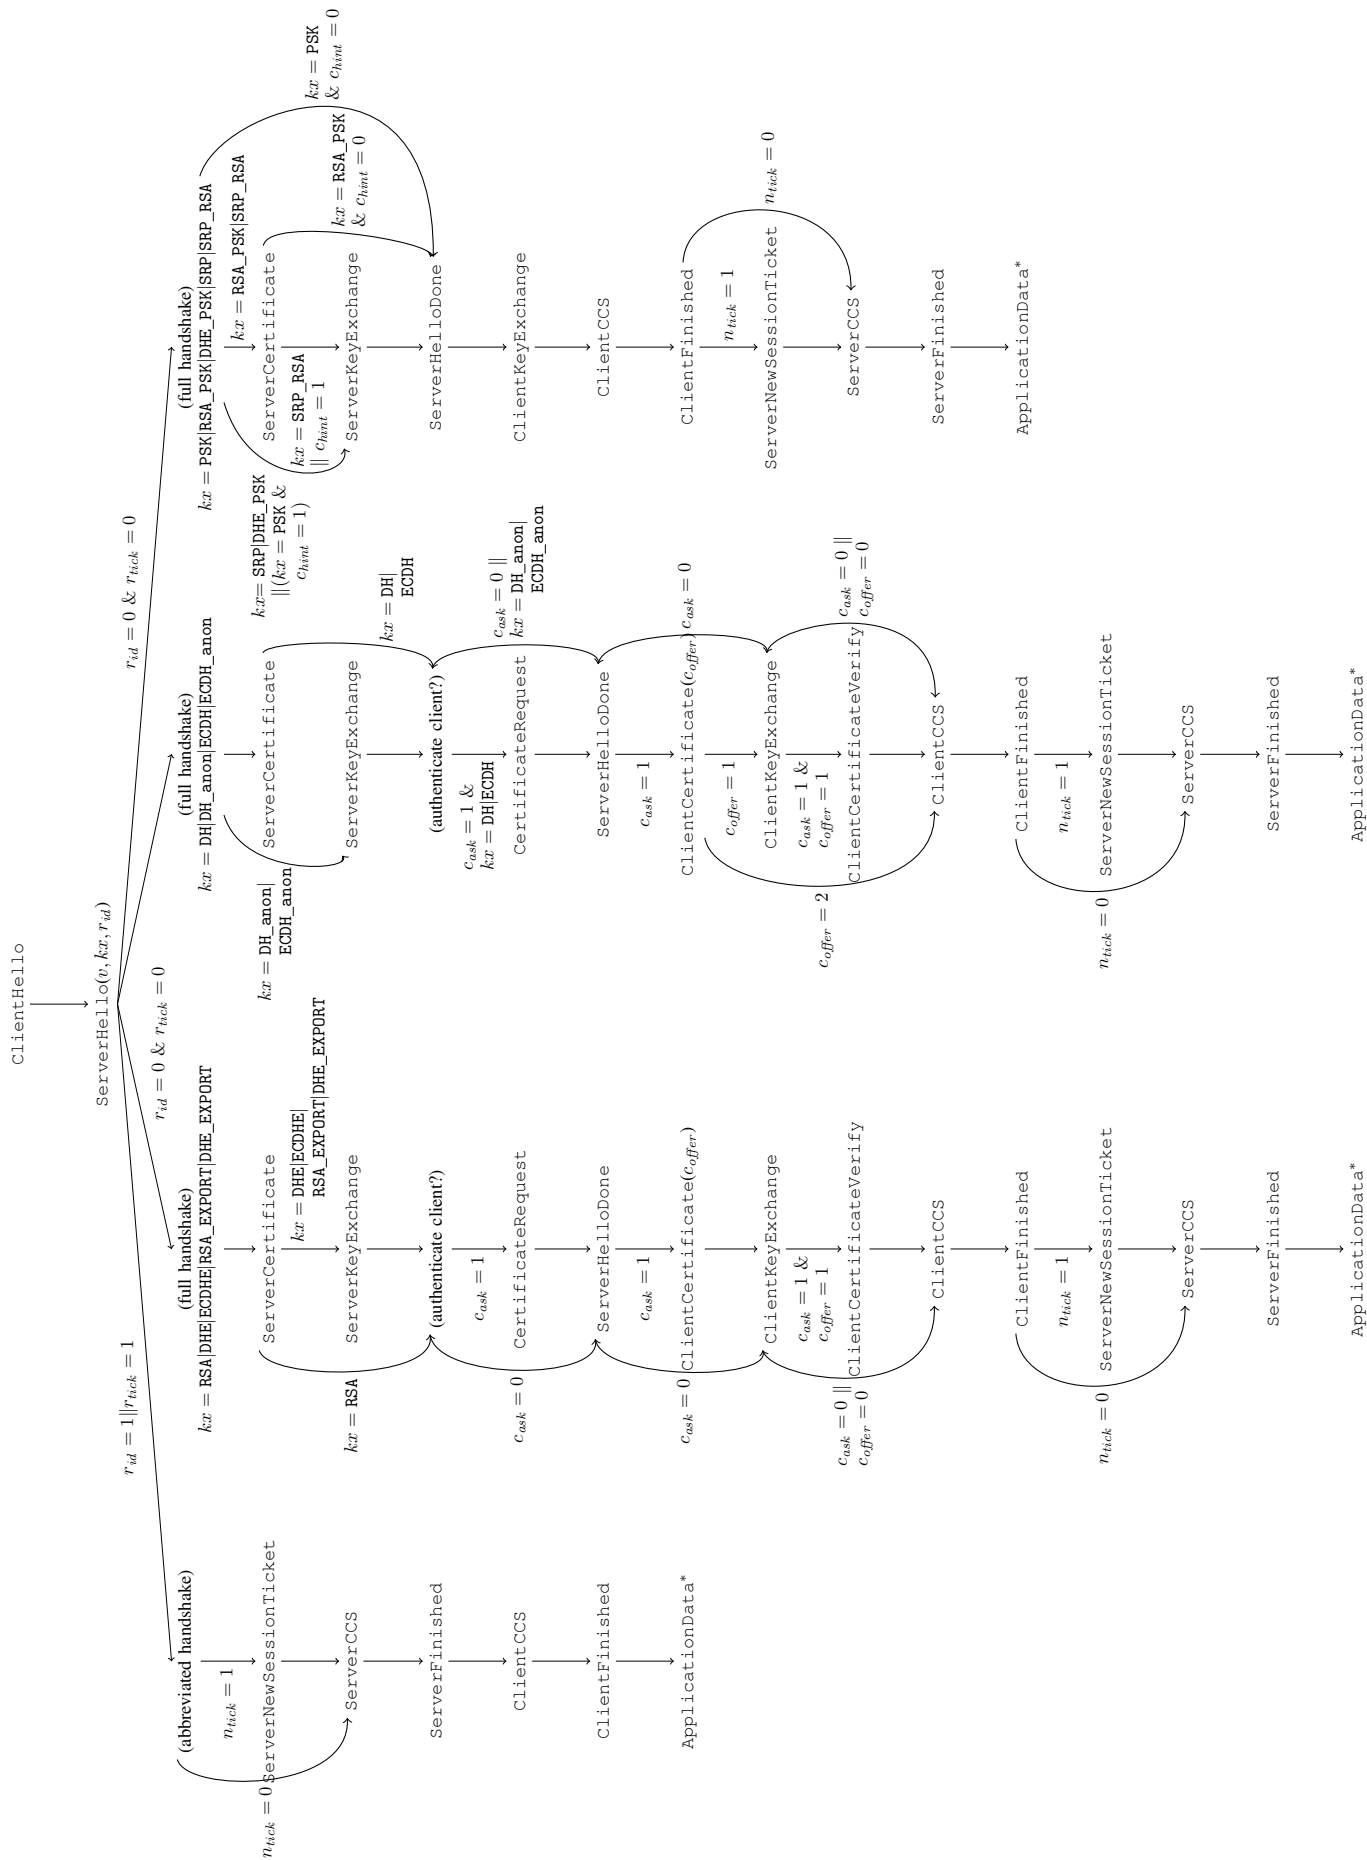 ClientHello
ServerHello(v, kx, r_id)
r_id = 1||r_tick = 1
r_id = 0 & r_tick = 0
r_id = 0 & r_tick = 0
(abbreviated handshake)
n_tick = 1
n_tick = 0
ServerNewSessionTicket
ServerCCS
ServerFinished
ClientCCS
ClientFinished
ApplicationData*
(full handshake)
kx = RSA|DHE|ECDHE|RSA_EXPORT|DHE_EXPORT
ServerCertificate
kx = DHE|ECDHE|
RSA_EXPORT|DHE_EXPORT
kx = RSA
ServerKeyExchange
(authenticate client?)
c_ask = 1
c_ask = 0
CertificateRequest
ServerHelloDone
c_ask = 1
c_ask = 0
ClientCertificate(c_offer)
ClientKeyExchange
c_ask = 1 &
c_offer = 1
c_ask = 0 ||
c_offer = 0
ClientCertificateVerify
ClientCCS
ClientFinished
n_tick = 1
n_tick = 0
ServerNewSessionTicket
ServerCCS
ServerFinished
ApplicationData*
(full handshake)
kx = DH|DH_anon|ECDH|ECDH_anon
kx = DH_anon|
ECDH_anon
ServerCertificate
kx = DH|
ECDH
ServerKeyExchange
(authenticate client?)
c_ask = 1 &
kx = DH|ECDH
c_ask = 0 ||
kx = DH_anon|
ECDH_anon
CertificateRequest
ServerHelloDone
c_ask = 1
c_ask = 0
ClientCertificate(c_offer)
c_offer = 1
c_offer = 2
ClientKeyExchange
c_ask = 1 &
c_offer = 1
c_ask = 0 ||
c_offer = 0
ClientCertificateVerify
ClientCCS
ClientFinished
n_tick = 1
n_tick = 0
ServerNewSessionTicket
ServerCCS
ServerFinished
ApplicationData*
(full handshake)
kx = PSK|RSA_PSK|DHE_PSK|SRP|SRP_RSA
kx = RSA_PSK|SRP_RSA
kx = PSK
& c_hint = 0
kx= SRP|DHE_PSK
||(kx = PSK &
c_hint = 1)
ServerCertificate
kx = SRP_RSA
|| c_hint = 1
kx = RSA_PSK
& c_hint = 0
ServerKeyExchange
ServerHelloDone
ClientKeyExchange
ClientCCS
ClientFinished
n_tick = 1
n_tick = 0
ServerNewSessionTicket
ServerCCS
ServerFinished
ApplicationData*